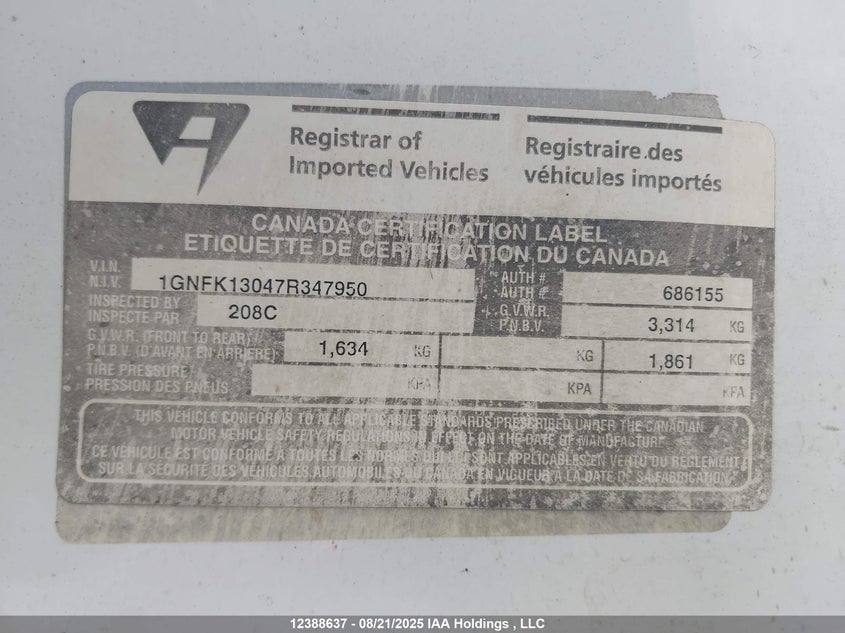 Registrar of
Imported Vehicles
Registraire des
véhicules importés
CANADA CERTIFICATION LABEL
ETIQUETTE DE CERTIFICATION DU CANADA
V.I.N.
N.I.V.
1GNFK13047R347950
AUTH #
AUTH #
686155
INSPECTED BY
INSPECTE PAR
208C
G.V.W.R.
P.N.B.V.
3,314 KG
G.V.W.R. (FRONT TO REAR)
P.N.B.V. (D'AVANT EN ARRIERE)
1,634 KG
KG
1,861 KG
TIRE PRESSURE
PRESSION DES PNEUS
KPA
KPA
KPA
THIS VEHICLE CONFORMS TO ALL APPLICABLE STANDARDS PRESCRIBED UNDER THE CANADIAN
MOTOR VEHICLE SAFETY REGULATIONS IN EFFECT ON THE DATE OF MANUFACTURE
CE VÉHICULE EST CONFORME À TOUTES LES NORMES QUI LUI SONT APPLICABLES EN VERTU DU RÈGLEMENT
SUR LA SÉCURITÉ DES VÉHICULES AUTOMOBILES DU CANADA EN VIGUEUR À LA DATE DE SA FABRICATION
12388637 - 08/21/2025 IAA Holdings , LLC